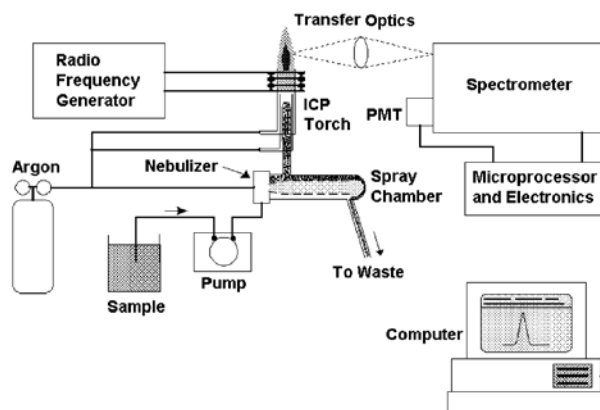 Transfer Optics
Radio
Frequency
Generator
ICP
Torch
Spectrometer
PMT
Argon
Nebulizer
Spray
Chamber
Microprocessor
and Electronics
To Waste
Pump
Sample
Computer